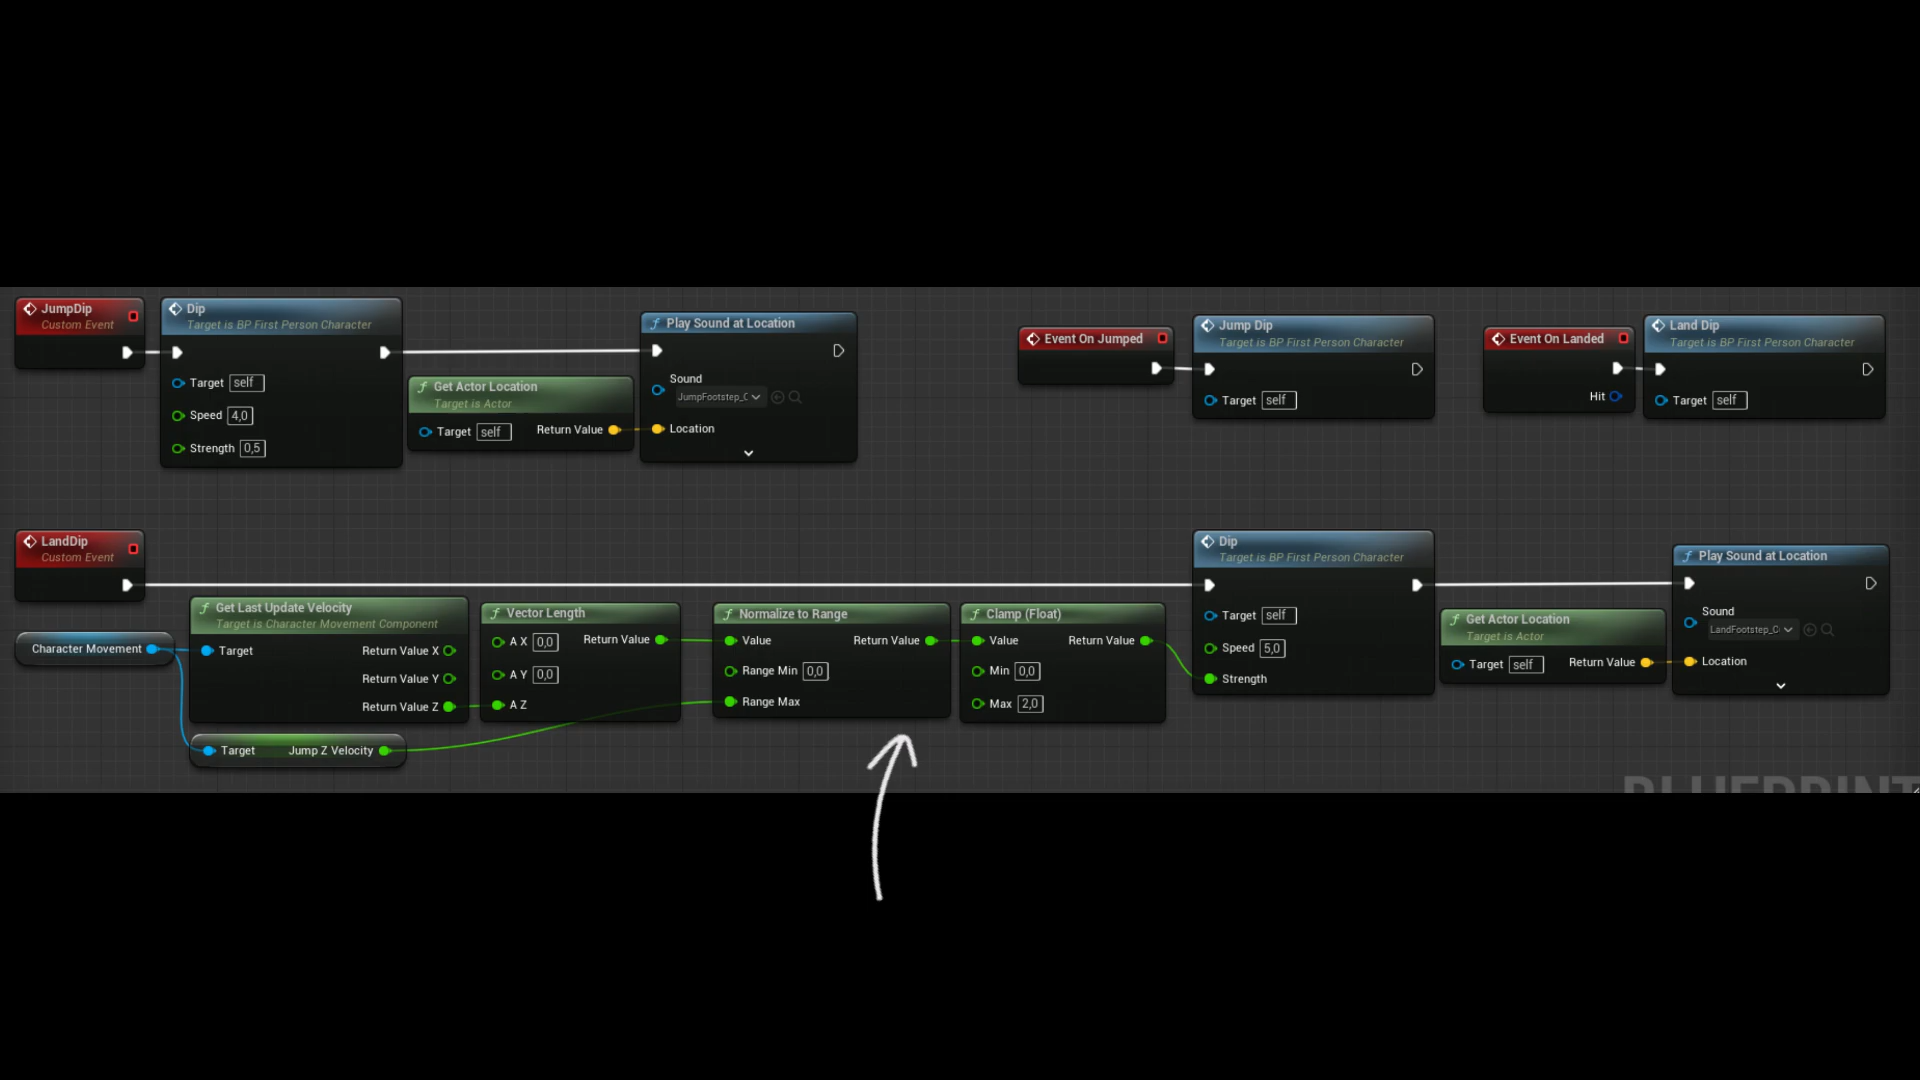 JumpDip
Custom Event
Dip
Target is BP First Person Character
Target self
Speed 4,0
Strength 0,5
Get Actor Location
Target is Actor
Target self Return Value
Play Sound at Location
Sound
JumpFootstep_C
Location
Event On Jumped
Jump Dip
Target is BP First Person Character
Target self
Event On Landed
Hit
Land Dip
Target is BP First Person Character
Target self
LandDip
Custom Event
Character Movement
Get Last Update Velocity
Target is Character Movement Component
Target Return Value X
Return Value Y
Return Value Z
Target Jump Z Velocity
Vector Length
A X 0,0 Return Value
A Y 0,0
A Z
Normalize to Range
Value Return Value
Range Min 0,0
Range Max
Clamp (Float)
Value Return Value
Min 0,0
Max 2,0
Dip
Target is BP First Person Character
Target self
Speed 5,0
Strength
Get Actor Location
Target is Actor
Target self Return Value
Play Sound at Location
Sound
LandFootstep_C
Location
BLUEPRINT